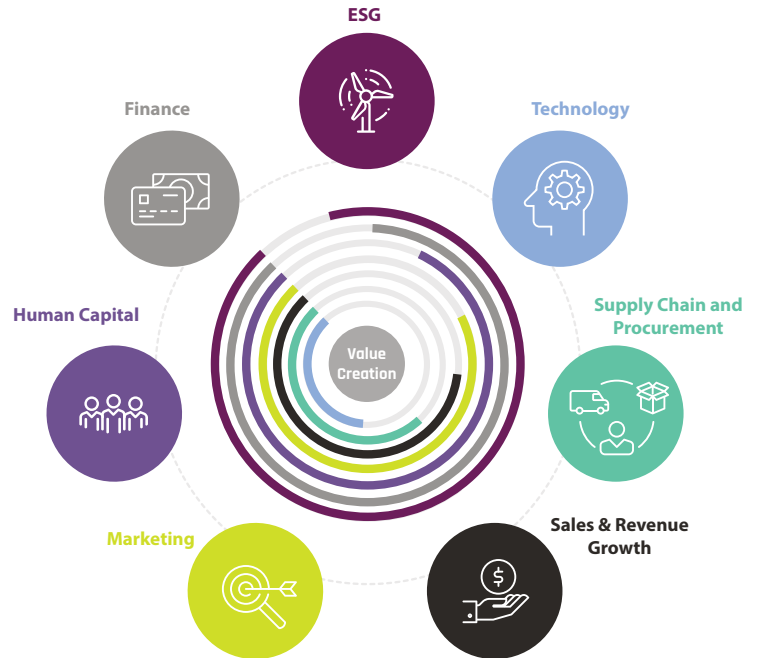 ESG
Finance
Technology
Human Capital
Supply Chain and
Procurement
Value
Creation
$
Marketing
Sales & Revenue
Growth